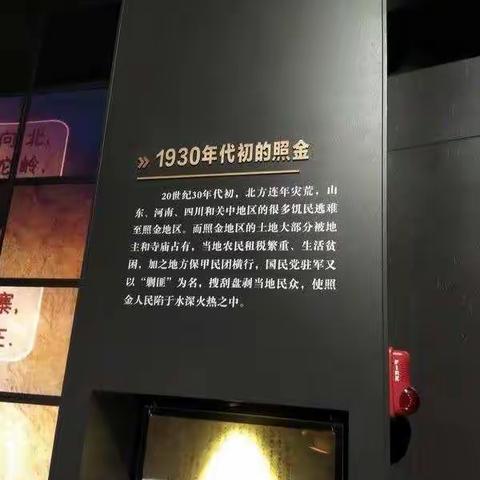 》1930年代初的照金
20世纪30年代初，北方连年灾荒，山
东、河南、四川和关中地区的很多饥民逃难
至照金地区。而照金地区的土地大部分被地
主和寺庙占有，当地农民租税繁重、生活贫
困，加之地方保甲民团横行，国民党驻军又
以“剿匪”为名，搜刮盘剥当地民众，使照
金人民陷于水深火热之中。
向北，
岭，
寨，
FIRE